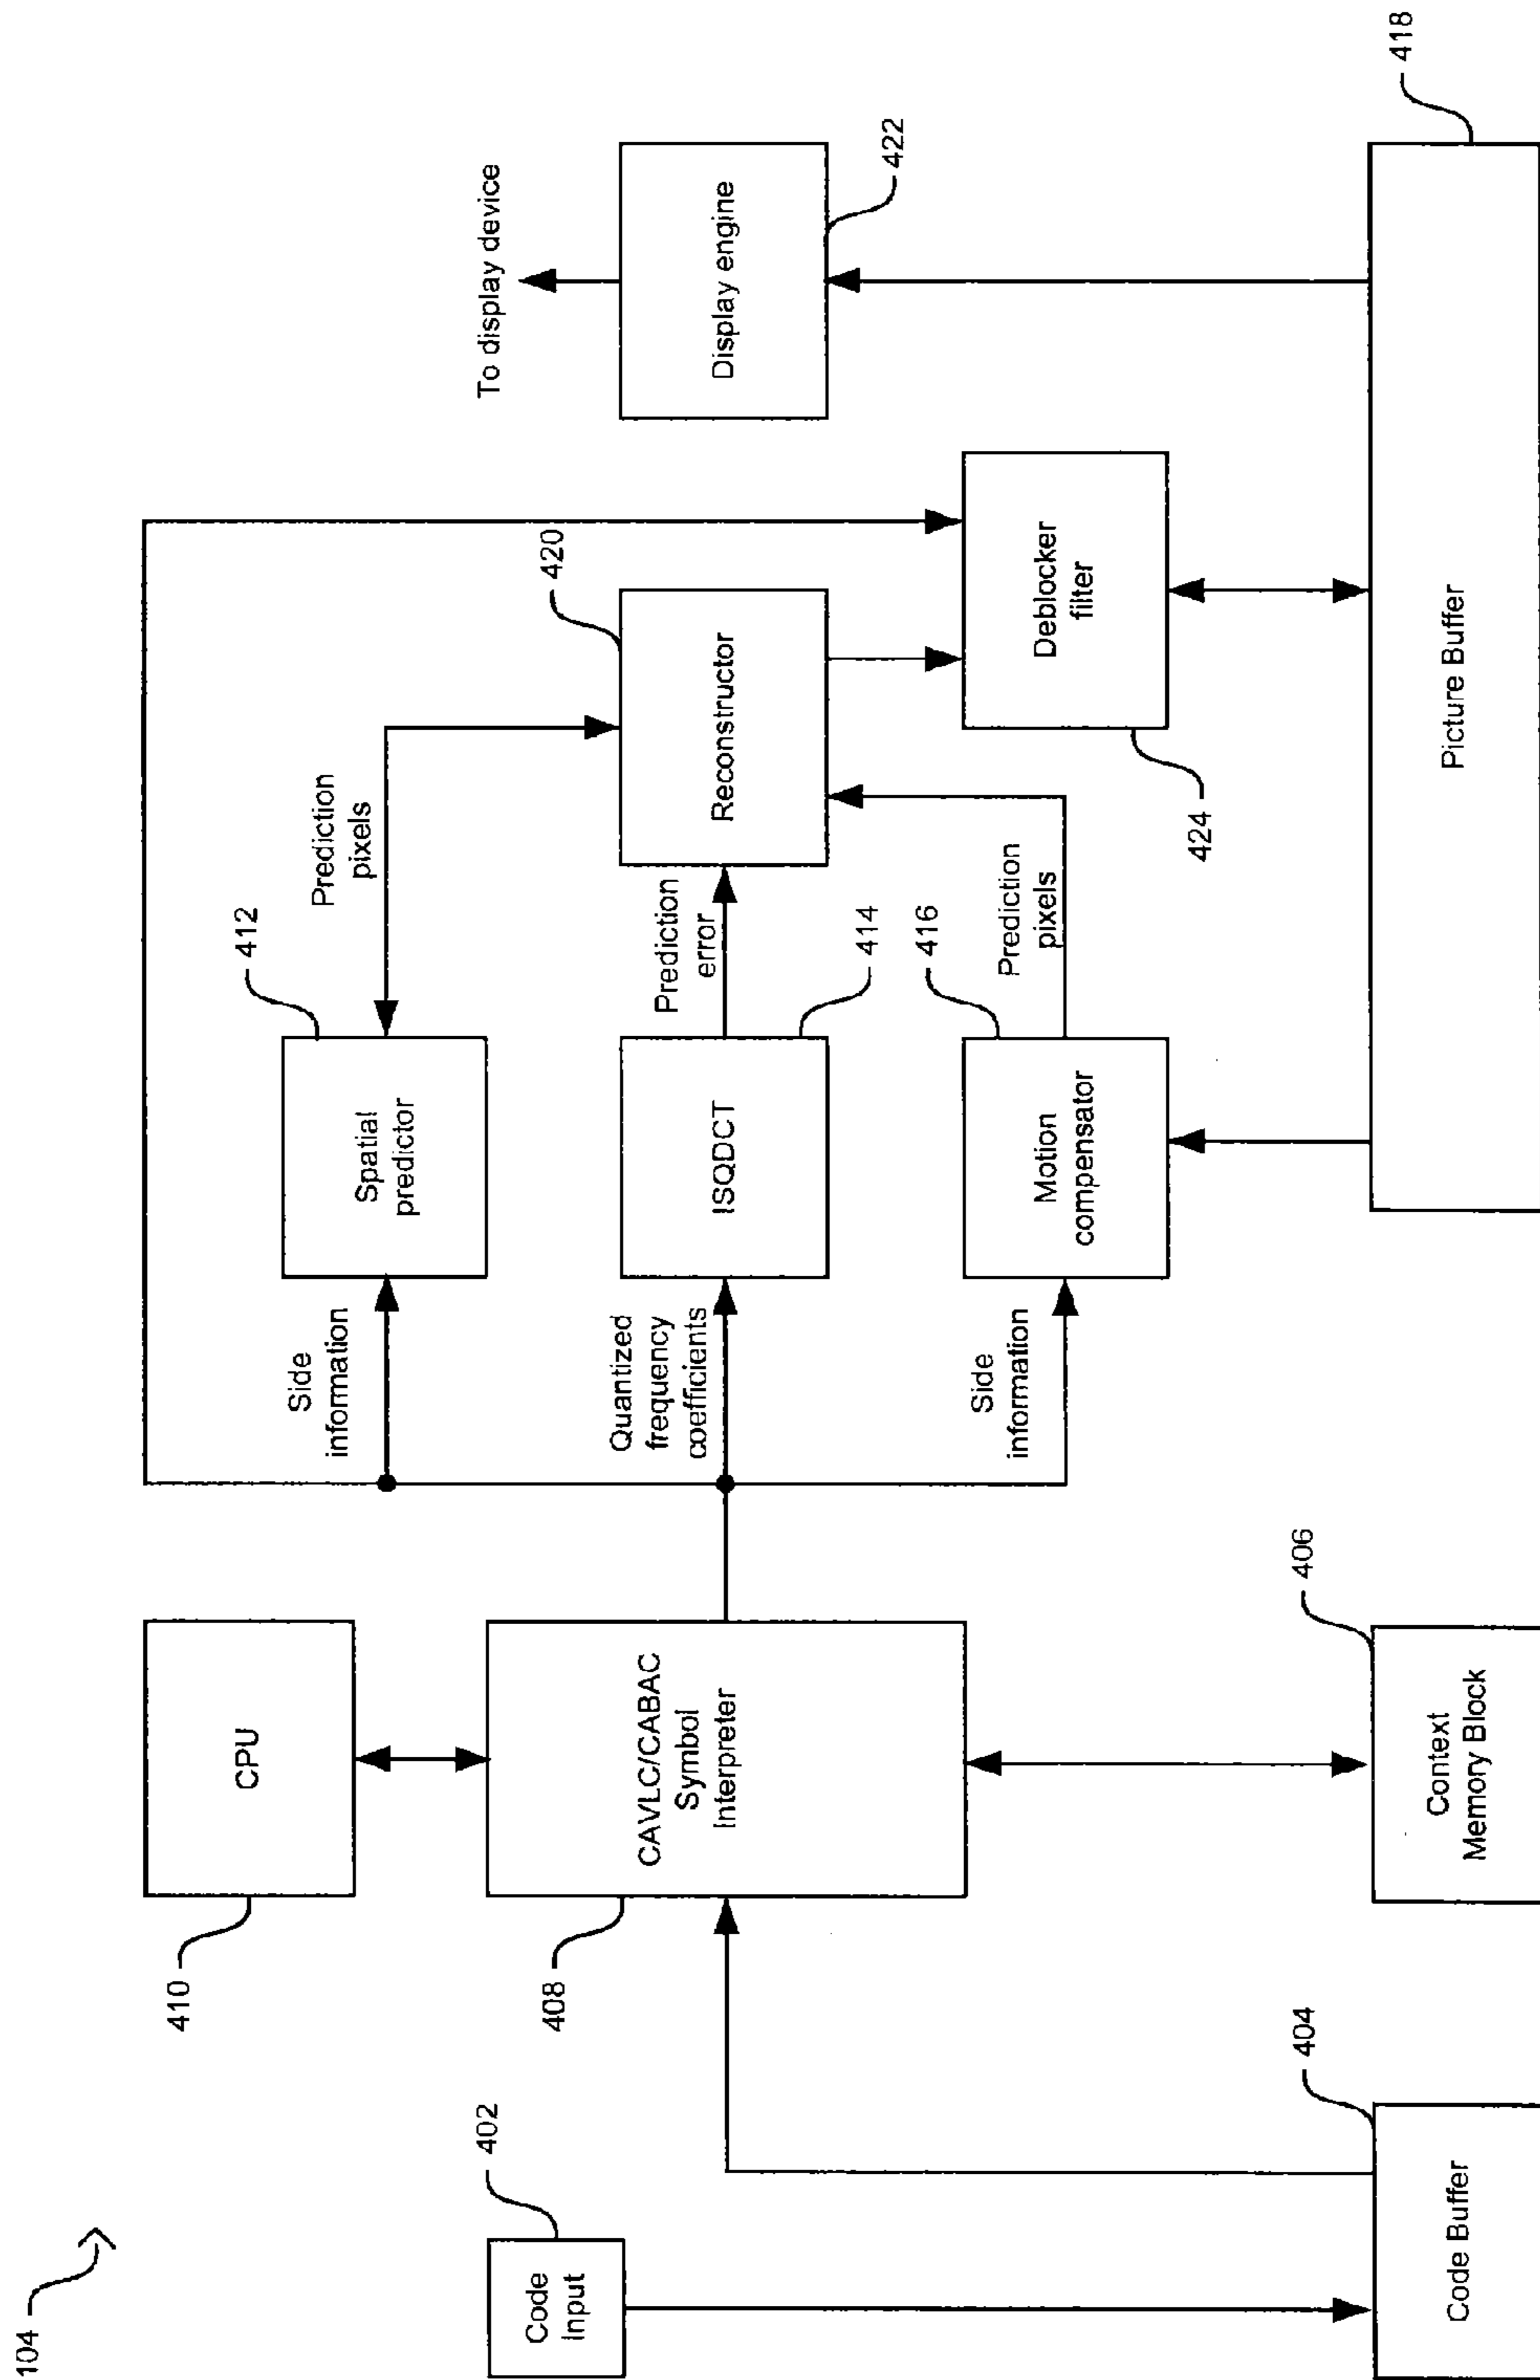 104
402
Code
Input
404
Code Buffer
410
CPU
408
CAVLC/CABAC
Symbol
Interpreter
406
Context
Memory Block
Side
information
Quantized
frequency
coefficients
Side
information
412
Spatial
predictor
ISQDCT
414
416
Motion
compensator
Prediction
pixels
Prediction
error
Prediction
pixels
420
Reconstructor
424
Deblocker
filter
To display device
Display engine
422
418
Picture Buffer